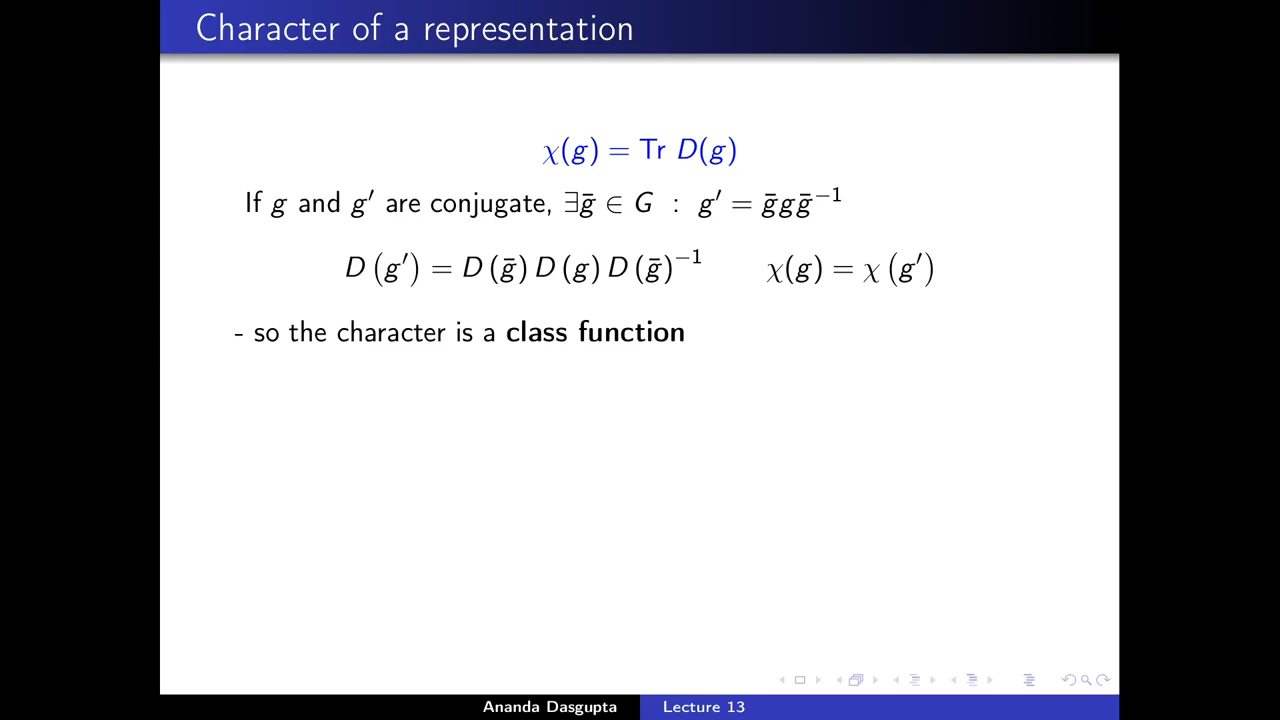 Character of a representation
χ(g) = Tr D(g)
If g and g′ are conjugate, ∃ḡ ∈ G : g′ = ḡgḡ⁻¹
D (g′) = D (ḡ) D (g) D (ḡ)⁻¹ χ(g) = χ (g′)
- so the character is a class function
Ananda Dasgupta Lecture 13